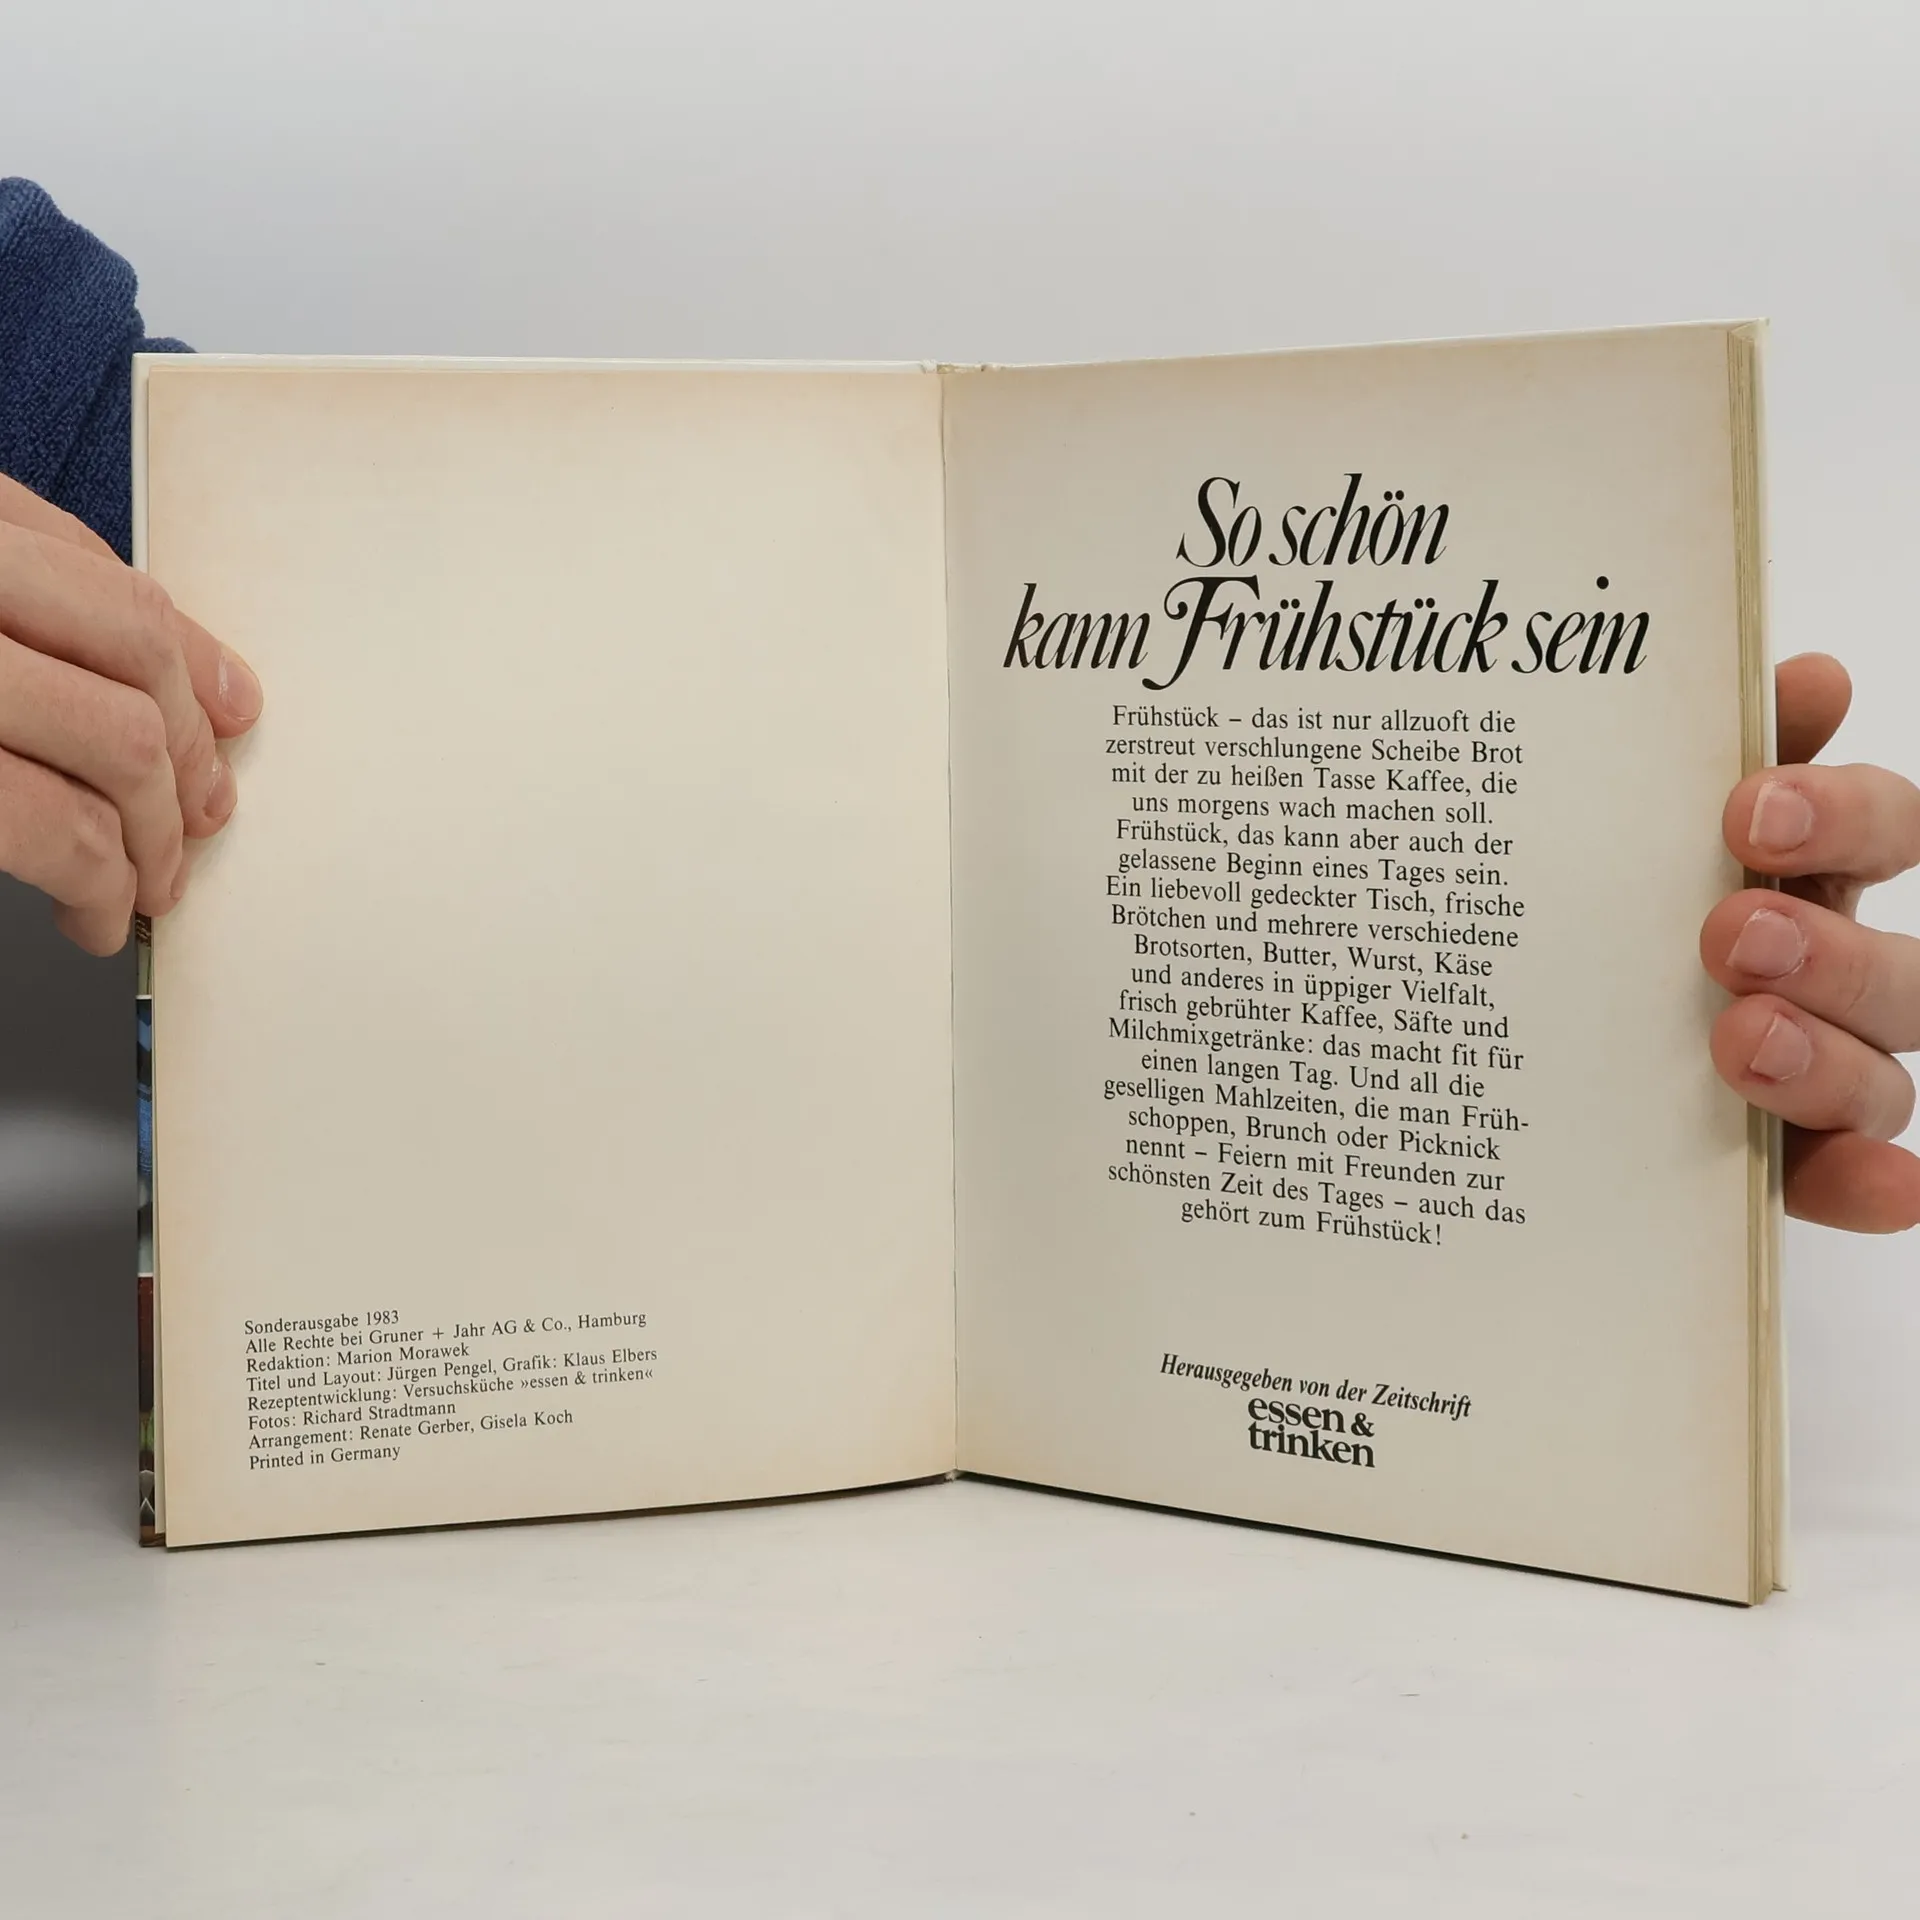 Sonderausgabe 1983
Alle Rechte bei Gruner + Jahr AG & Co., Hamburg
Redaktion: Marion Morawek
Titel und Layout: Jürgen Pengel, Grafik: Klaus Elbers
Rezeptentwicklung: Versuchsküche »essen & trinken«
Fotos: Richard Stradtmann
Arrangement: Renate Gerber, Gisela Koch
Printed in Germany
So schön
kann Frühstück sein
Frühstück – das ist nur allzuoft die
zerstreut verschlungene Scheibe Brot
mit der zu heißen Tasse Kaffee, die
uns morgens wach machen soll.
Frühstück, das kann aber auch der
gelassene Beginn eines Tages sein.
Ein liebevoll gedeckter Tisch, frische
Brötchen und mehrere verschiedene
Brotsorten, Butter, Wurst, Käse
und anderes in üppiger Vielfalt,
frisch gebrühter Kaffee, Säfte und
Milchmixgetränke: das macht fit für
einen langen Tag. Und all die
geselligen Mahlzeiten, die man Früh-
schoppen, Brunch oder Picknick
nennt – Feiern mit Freunden zur
schönsten Zeit des Tages – auch das
gehört zum Frühstück!
Herausgegeben von der Zeitschrift
essen &
trinken